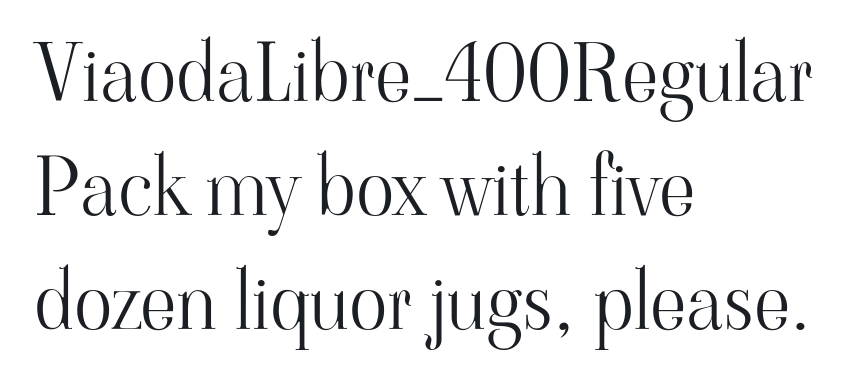 ViaodaLibre_400Regular
Pack my box with five
dozen liquor jugs, please.